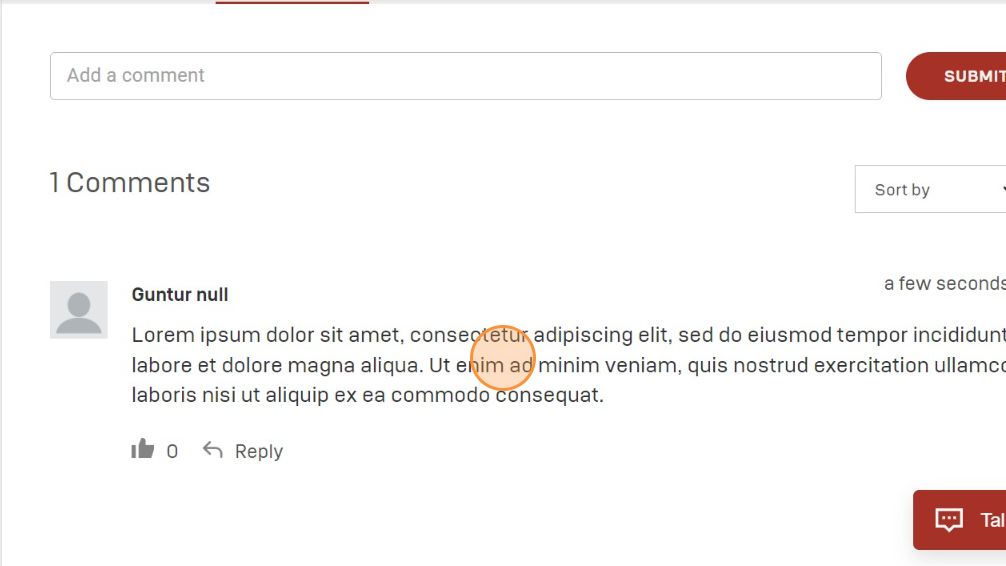 Add a comment
SUBMIT
1 Comments
Sort by
Guntur null
a few seconds
Lorem ipsum dolor sit amet, consectetur adipiscing elit, sed do eiusmod tempor incididunt
labore et dolore magna aliqua. Ut enim ad minim veniam, quis nostrud exercitation ullamco
laboris nisi ut aliquip ex ea commodo consequat.
0 Reply